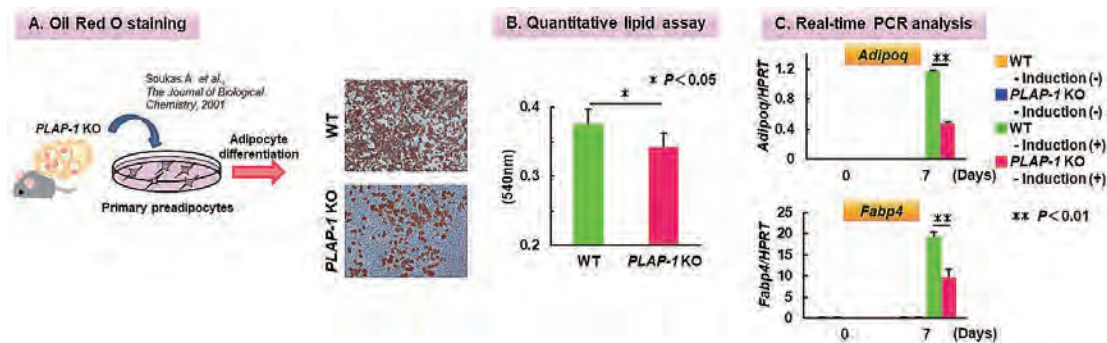 A. Oil Red O staining
Soukas A et al.,
The Journal of Biological
Chemistry, 2001
PLAP-1 KO
Adipocyte
differentiation
Primary preadipocytes
WT
PLAP-1 KO
B. Quantitative lipid assay
* P<0.05
*
0.4
0.3
0.2
(540nm)
WT
PLAP-1 KO
C. Real-time PCR analysis
Adipoq
**
1.2
0.8
0.4
0
Adipoq/HPRT
0
7
(Days)
WT
- Induction (-)
PLAP-1 KO
- Induction (-)
WT
- Induction (+)
PLAP-1 KO
- Induction (+)
Fabp4
**
** P<0.01
25
20
15
10
5
0
Fabp4/HPRT
0
7
(Days)